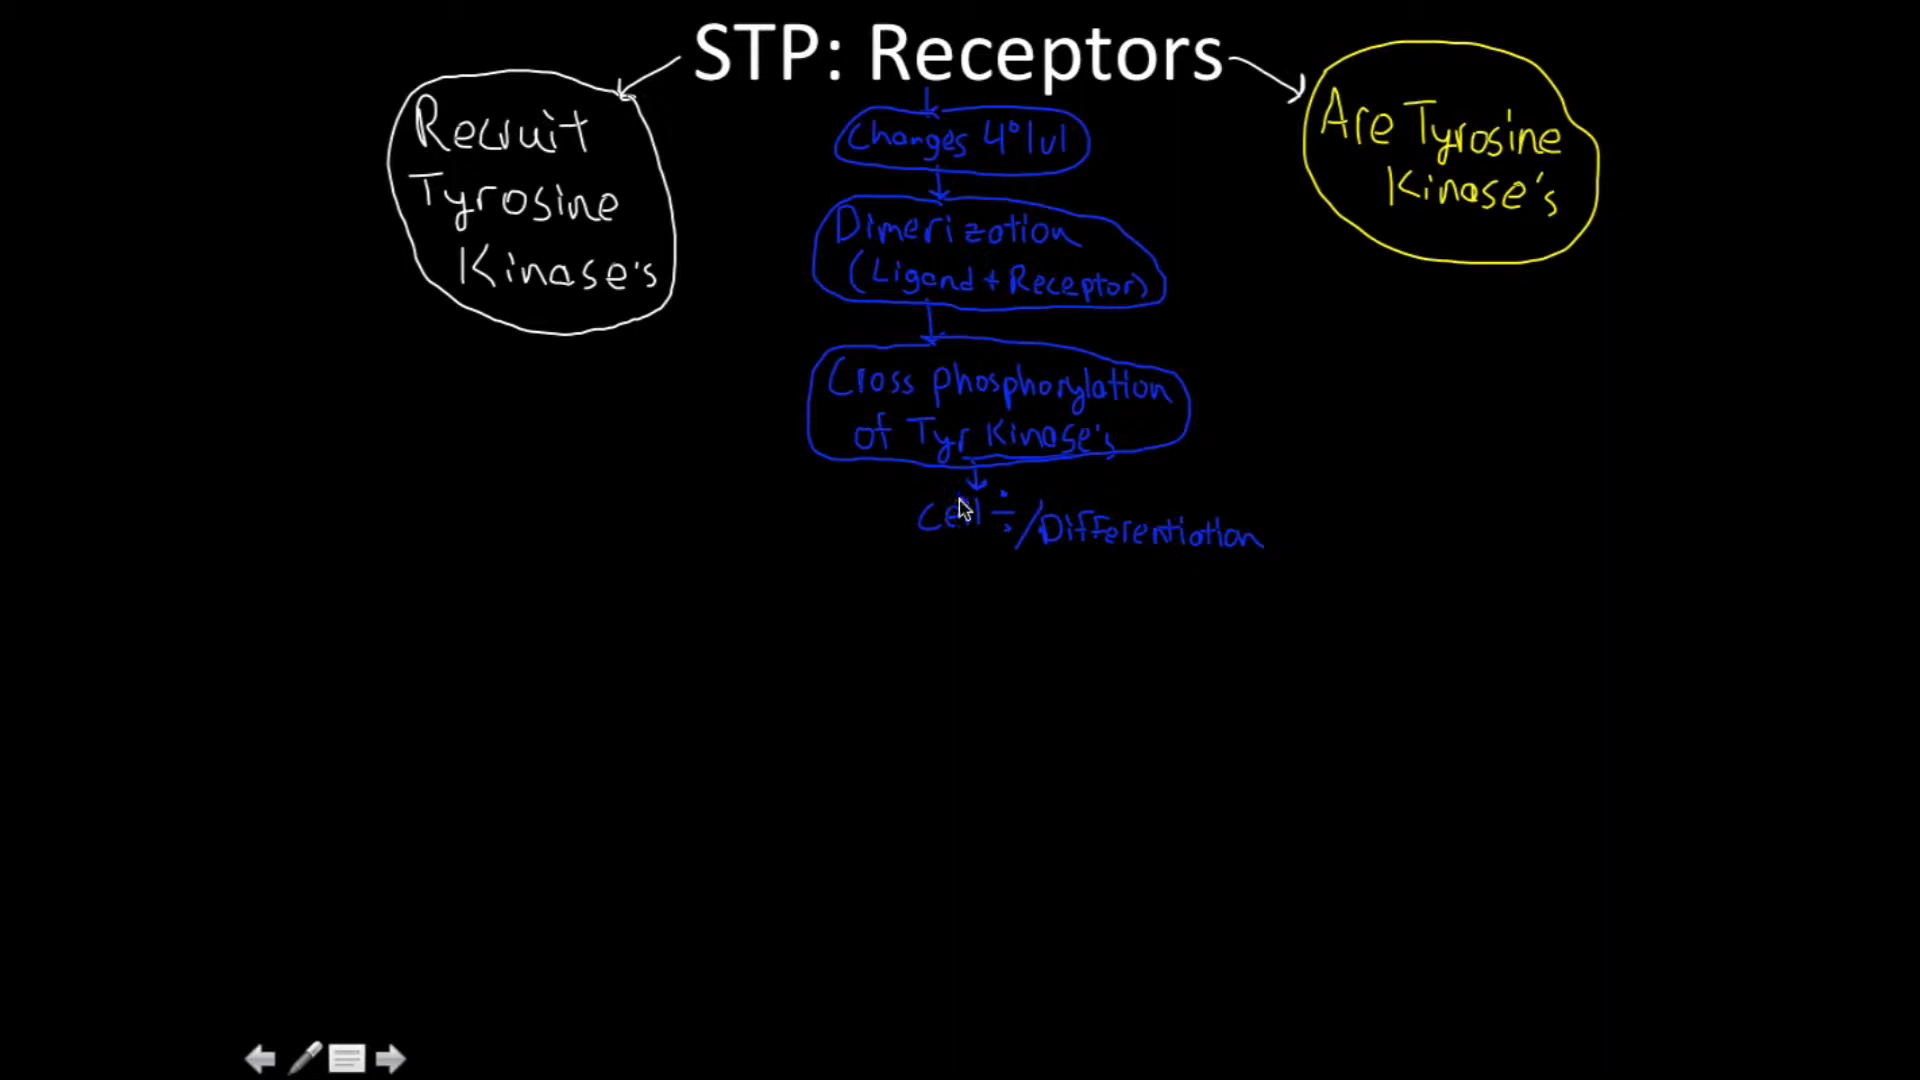 STP: Receptors
Recruit
Tyrosine
Kinase's
Changes 4° lvl
Dimerization
(Ligand + Receptor)
Cross phosphorylation
of Tyr Kinase's
Cell ÷/Differentiation
Are Tyrosine
Kinase's